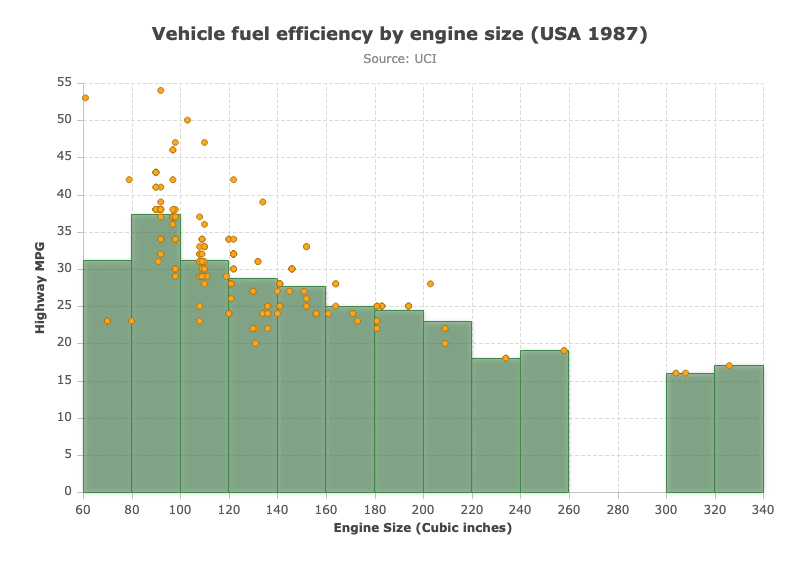 Vehicle fuel efficiency by engine size (USA 1987)
Source: UCI
55
50
45
40
35
30
25
20
15
10
5
0
Highway MPG
60 80 100 120 140 160 180 200 220 240 260 280 300 320 340
Engine Size (Cubic inches)